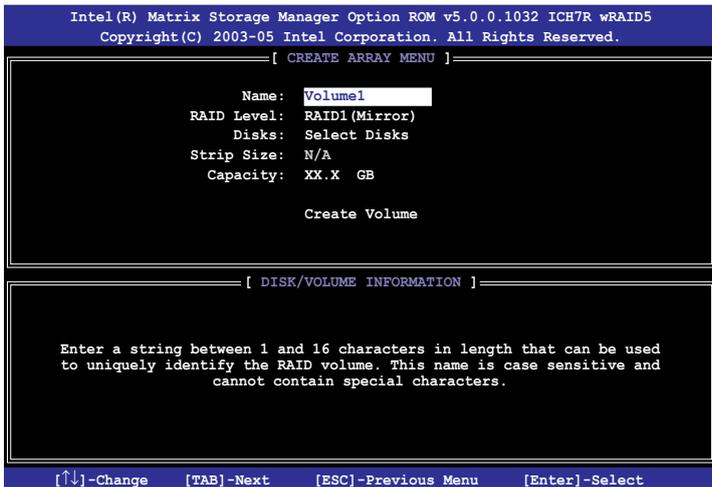 Intel(R) Matrix Storage Manager Option ROM v5.0.0.1032 ICH7R wRAID5
Copyright(C) 2003-05 Intel Corporation. All Rights Reserved.
[ CREATE ARRAY MENU ]
Name: Volume1
RAID Level: RAID1(Mirror)
Disks: Select Disks
Strip Size: N/A
Capacity: XX.X GB
Create Volume
[ DISK/VOLUME INFORMATION ]
Enter a string between 1 and 16 characters in length that can be used
to uniquely identify the RAID volume. This name is case sensitive and
cannot contain special characters.
[↑↓]-Change [TAB]-Next [ESC]-Previous Menu [Enter]-Select